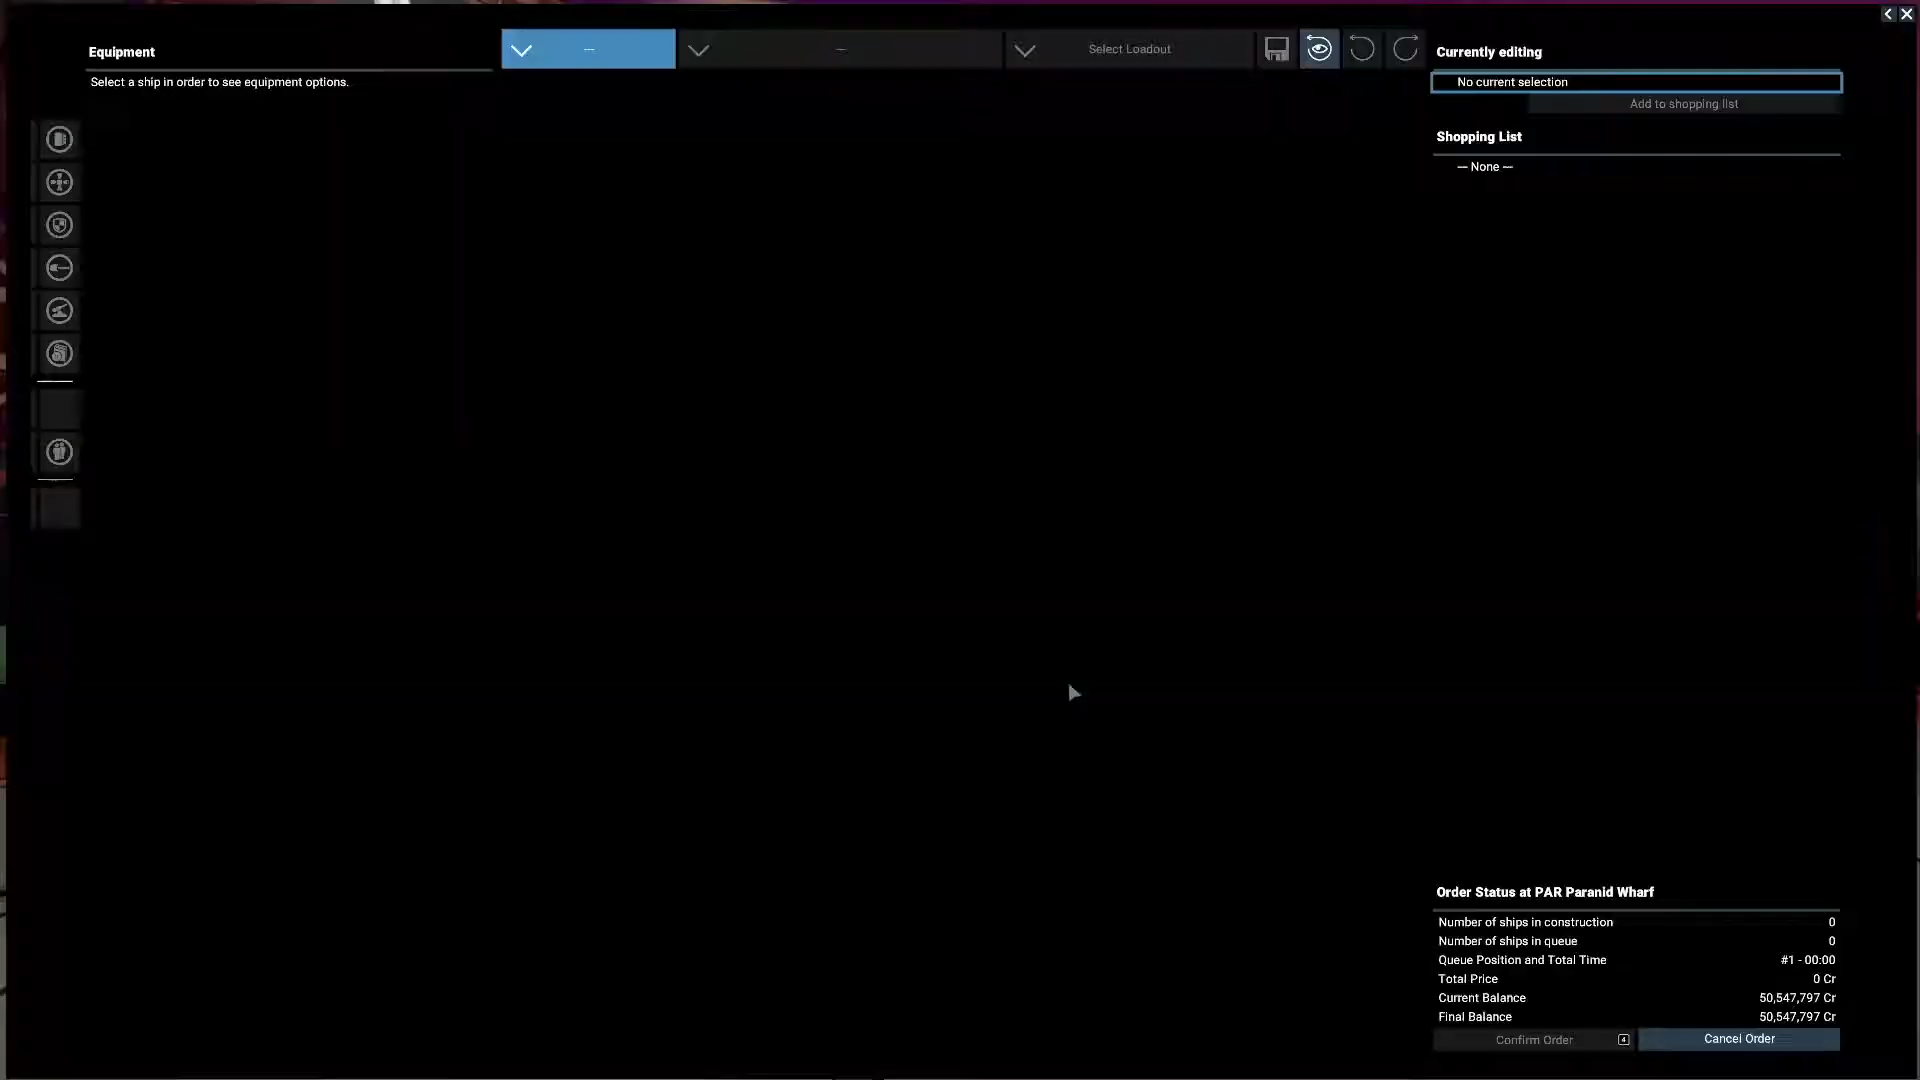 Equipment
Select a ship in order to see equipment options.
—
—
Select Loadout
Currently editing
No current selection
Add to shopping list
Shopping List
— None —
Order Status at PAR Paranid Wharf
Number of ships in construction 0
Number of ships in queue 0
Queue Position and Total Time #1 - 00:00
Total Price 0 Cr
Current Balance 50,547,797 Cr
Final Balance 50,547,797 Cr
Confirm Order 4
Cancel Order